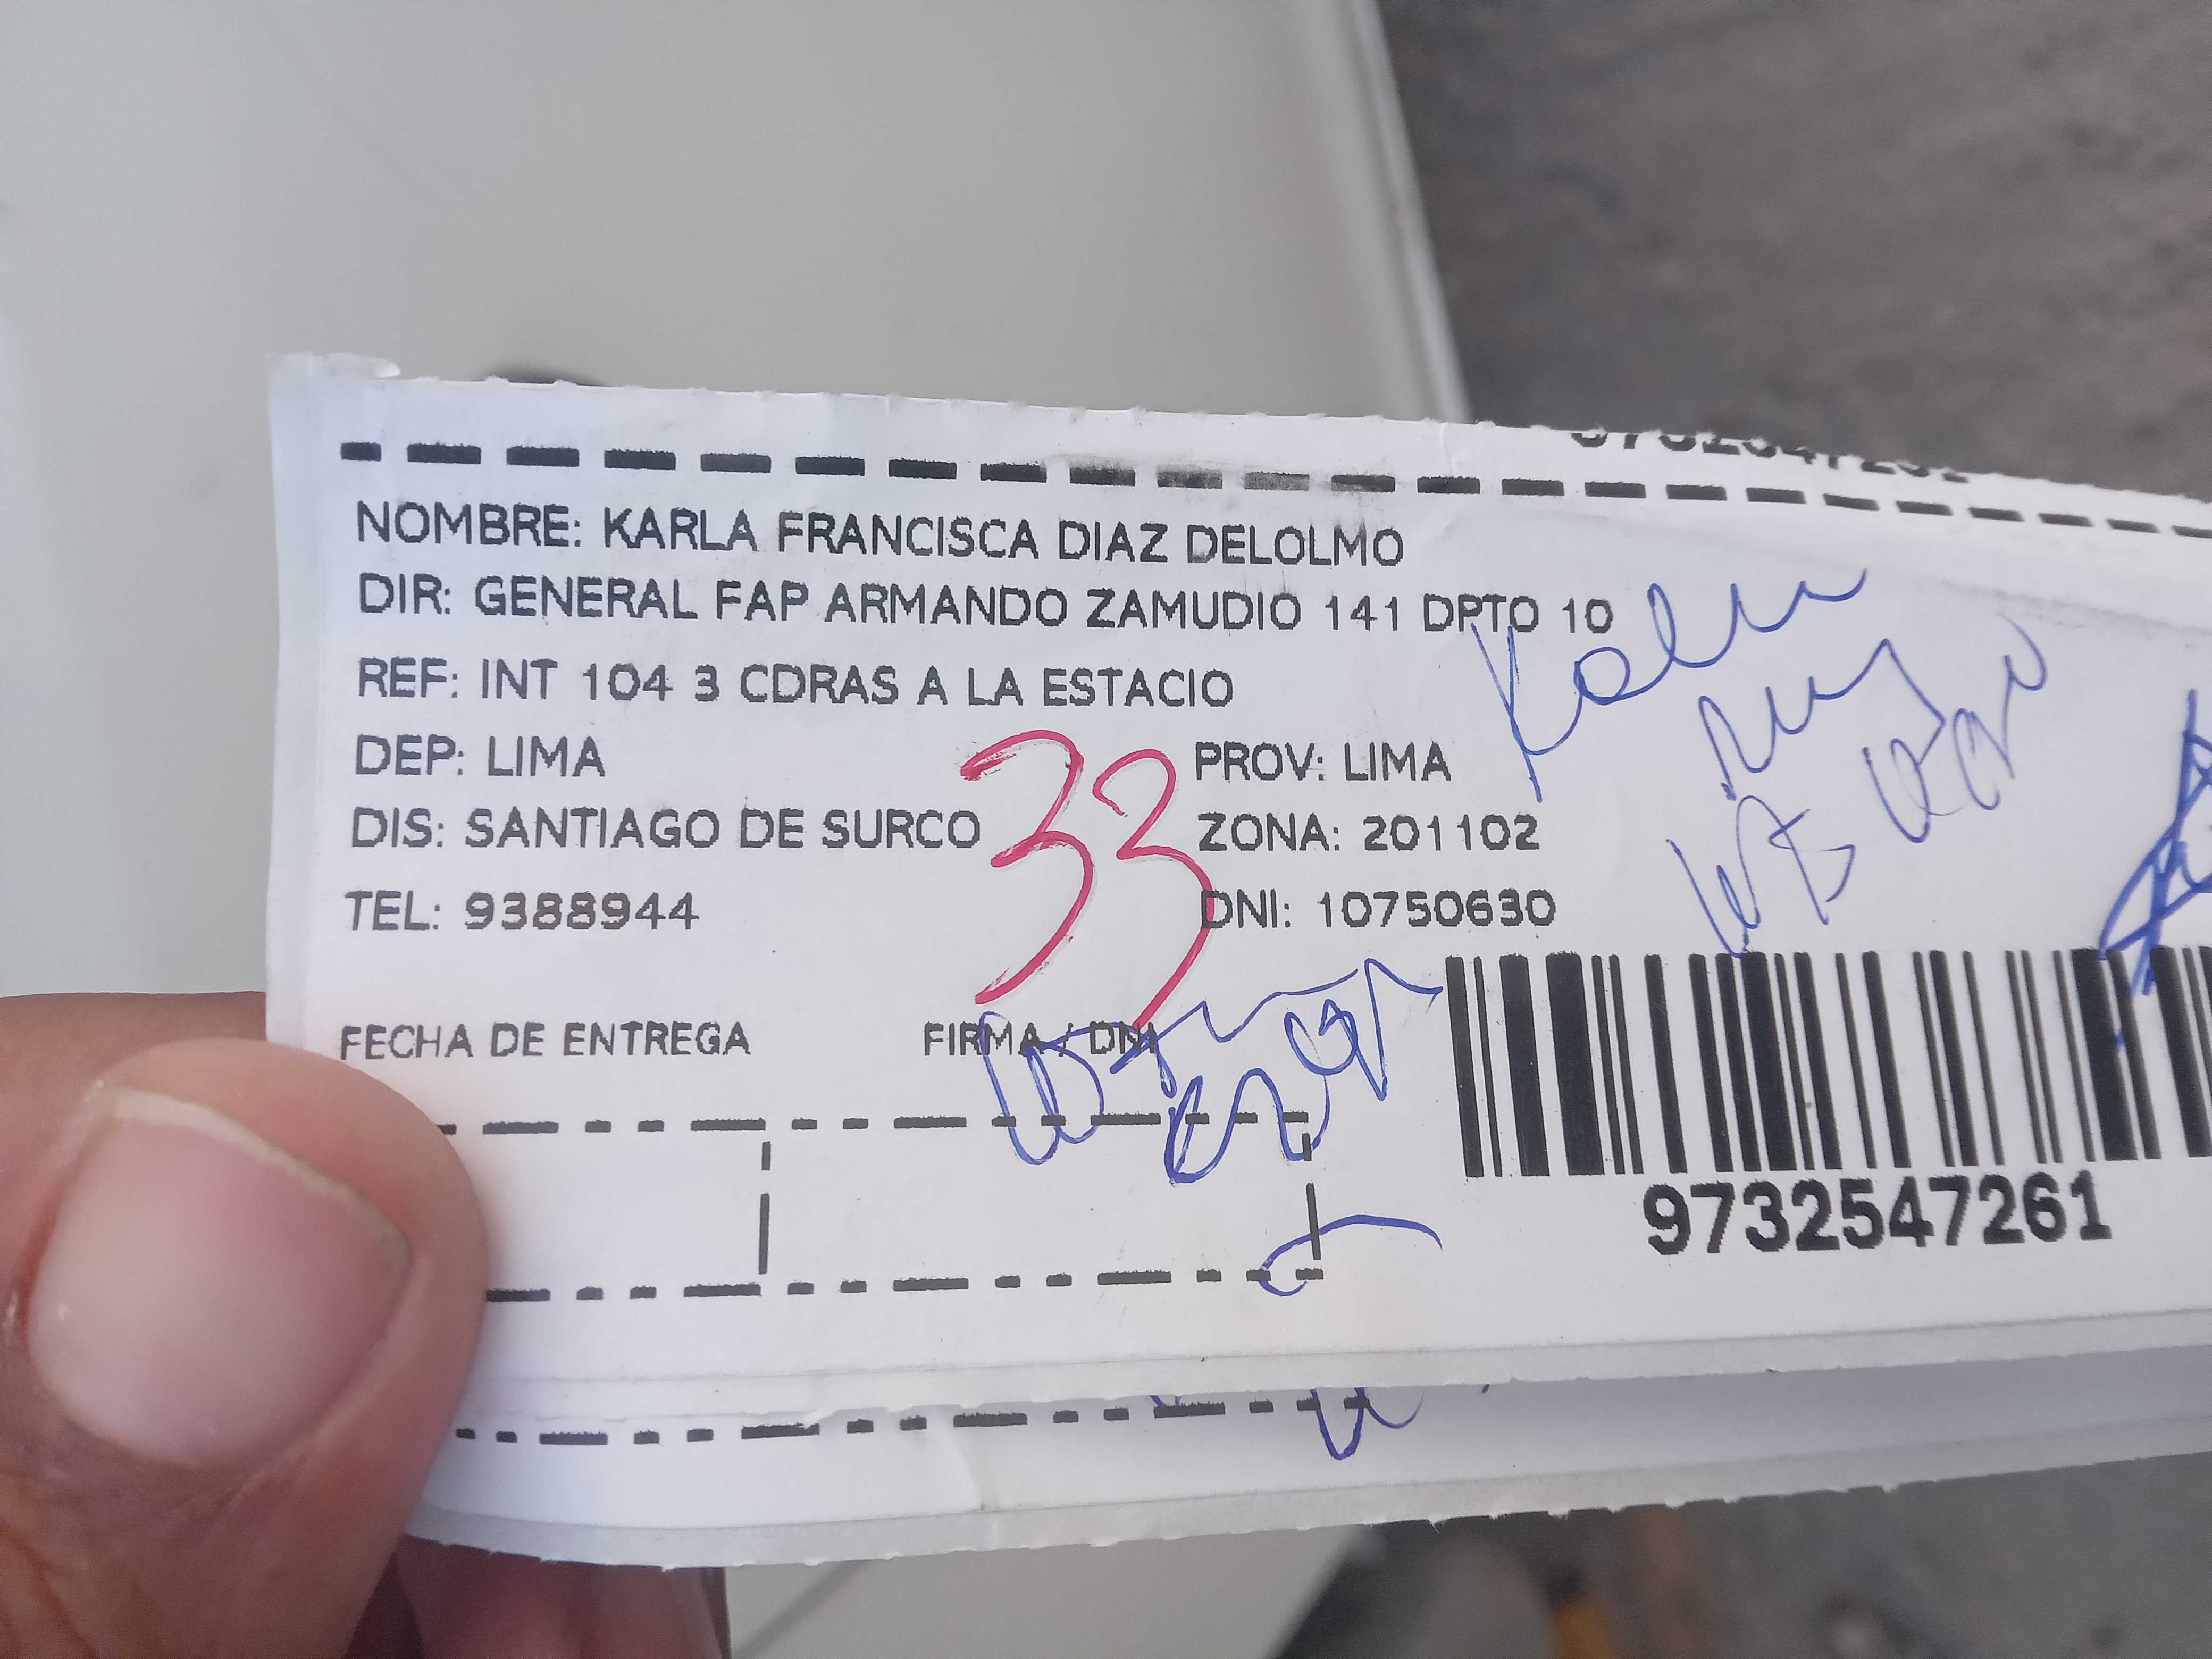 NOMBRE: KARLA FRANCISCA DIAZ DELOLMO
DIR: GENERAL FAP ARMANDO ZAMUDIO 141 DPTO 10
REF: INT 104 3 CDRAS A LA ESTACIO
DEP: LIMA PROV: LIMA
33
DIS: SANTIAGO DE SURCO ZONA: 201102
TEL: 9388944 DNI: 10750630
FECHA DE ENTREGA FIRMA / DNI
9732547261